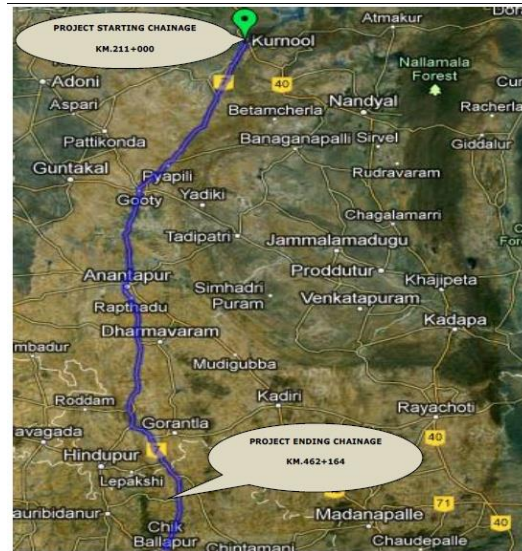 PROJECT STARTING CHAINAGE
KM.211+000
Atmakur
Kurnool
Nallamala
Forest
Adoni
7
40
Aspari
Betamcherla
Nandyal
Racherla
Pattikonda
Banaganapalli
Sirvel
Giddalur
Guntakal
Pyapili
Rudravaram
Gooty
Yadiki
Chagalamarri
Tadipatri
Jammalamadugu
Proddutur
Anantapur
Simhadri
Puram
Khajipeta
Rapthadu
Venkatapuram
Kadapa
Dharmavaram
Mudigubba
Roddam
Kadiri
Rayachoti
Gorantla
PROJECT ENDING CHAINAGE
KM.462+164
40
7
Hindupur
Lepakshi
71
40
Chik
Ballapur
Madanapalle
Chintamani
Chaudepalle